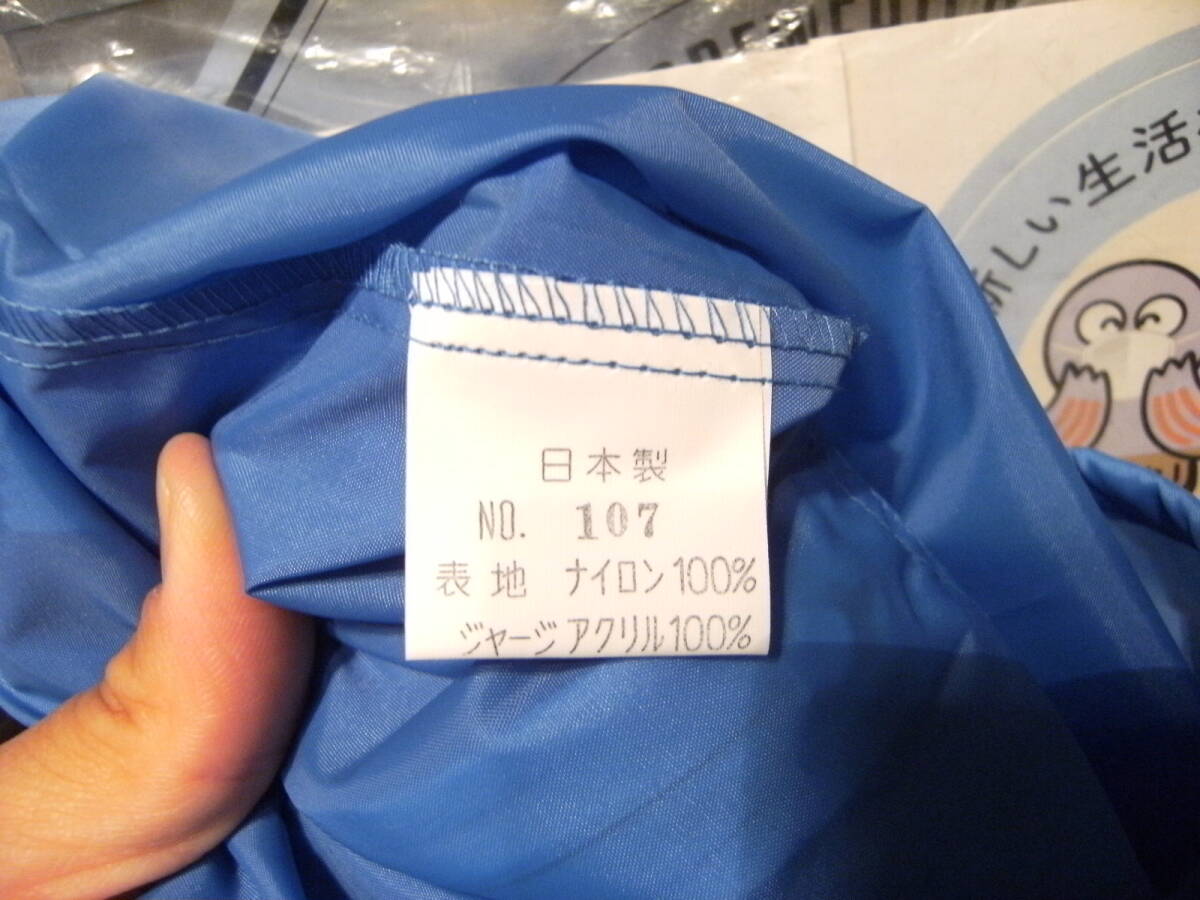 新しい生活
日本製
NO. 107
表地 ナイロン100%
ジャージアクリル100%